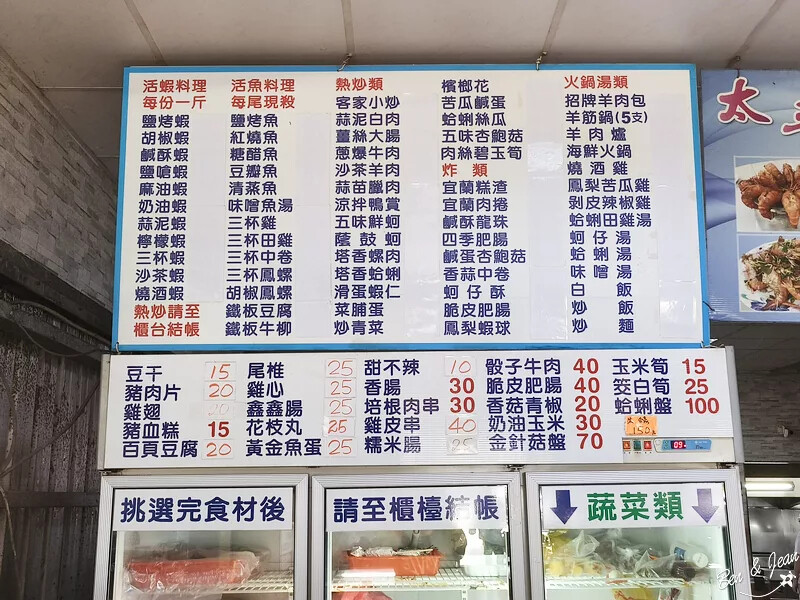 活蝦料理
每份一斤
鹽烤蝦
胡椒蝦
鹹酥蝦
鹽嗆蝦
麻油蝦
奶油蝦
蒜泥蝦
檸檬蝦
三杯蝦
沙茶蝦
燒酒蝦
熱炒請至
櫃台結帳
活魚料理
每尾現殺
鹽烤魚
紅燒魚
糖醋魚
豆瓣魚
清蒸魚
味噌魚湯
三杯雞
三杯田雞
三杯中卷
三杯鳳螺
胡椒鳳螺
鐵板豆腐
鐵板牛柳
熱炒類
客家小炒
蒜泥白肉
薑絲大腸
蔥爆牛肉
沙茶羊肉
蒜苗臘肉
涼拌鴨賞
五味鮮蚵
蔭鼓蚵
塔香螺肉
塔香蛤蜊
滑蛋蝦仁
菜脯蛋
炒青菜
檳榔花
苦瓜鹹蛋
蛤蜊絲瓜
五味杏鮑菇
肉絲碧玉筍
炸類
宜蘭糕渣
宜蘭肉捲
鹹酥龍珠
四季肥腸
鹹蛋杏鮑菇
香蒜中卷
蚵仔酥
脆皮肥腸
鳳梨蝦球
火鍋湯類
招牌羊肉包
羊筋鍋(5支)
羊肉爐
海鮮火鍋
燒酒雞
鳳梨苦瓜雞
剝皮辣椒雞
蛤蜊田雞湯
蚵仔湯
蛤蜊湯
味噌湯
白飯
炒飯
炒麵
太
豆干 15
豬肉片 20
雞翅
豬血糕 15
百頁豆腐 20
尾椎 25
雞心 25
鑫鑫腸 25
花枝丸 25
黃金魚蛋 25
甜不辣 10
香腸 30
培根肉串 30
雞皮串 40
糯米腸 25
骰子牛肉 40
脆皮肥腸 40
香菇青椒 20
奶油玉米 30
金針菇盤 70
玉米筍 15
筊白筍 25
蛤蜊盤 100
150
09
挑選完食材後
請至櫃檯結帳
蔬菜類
Ben & Jean